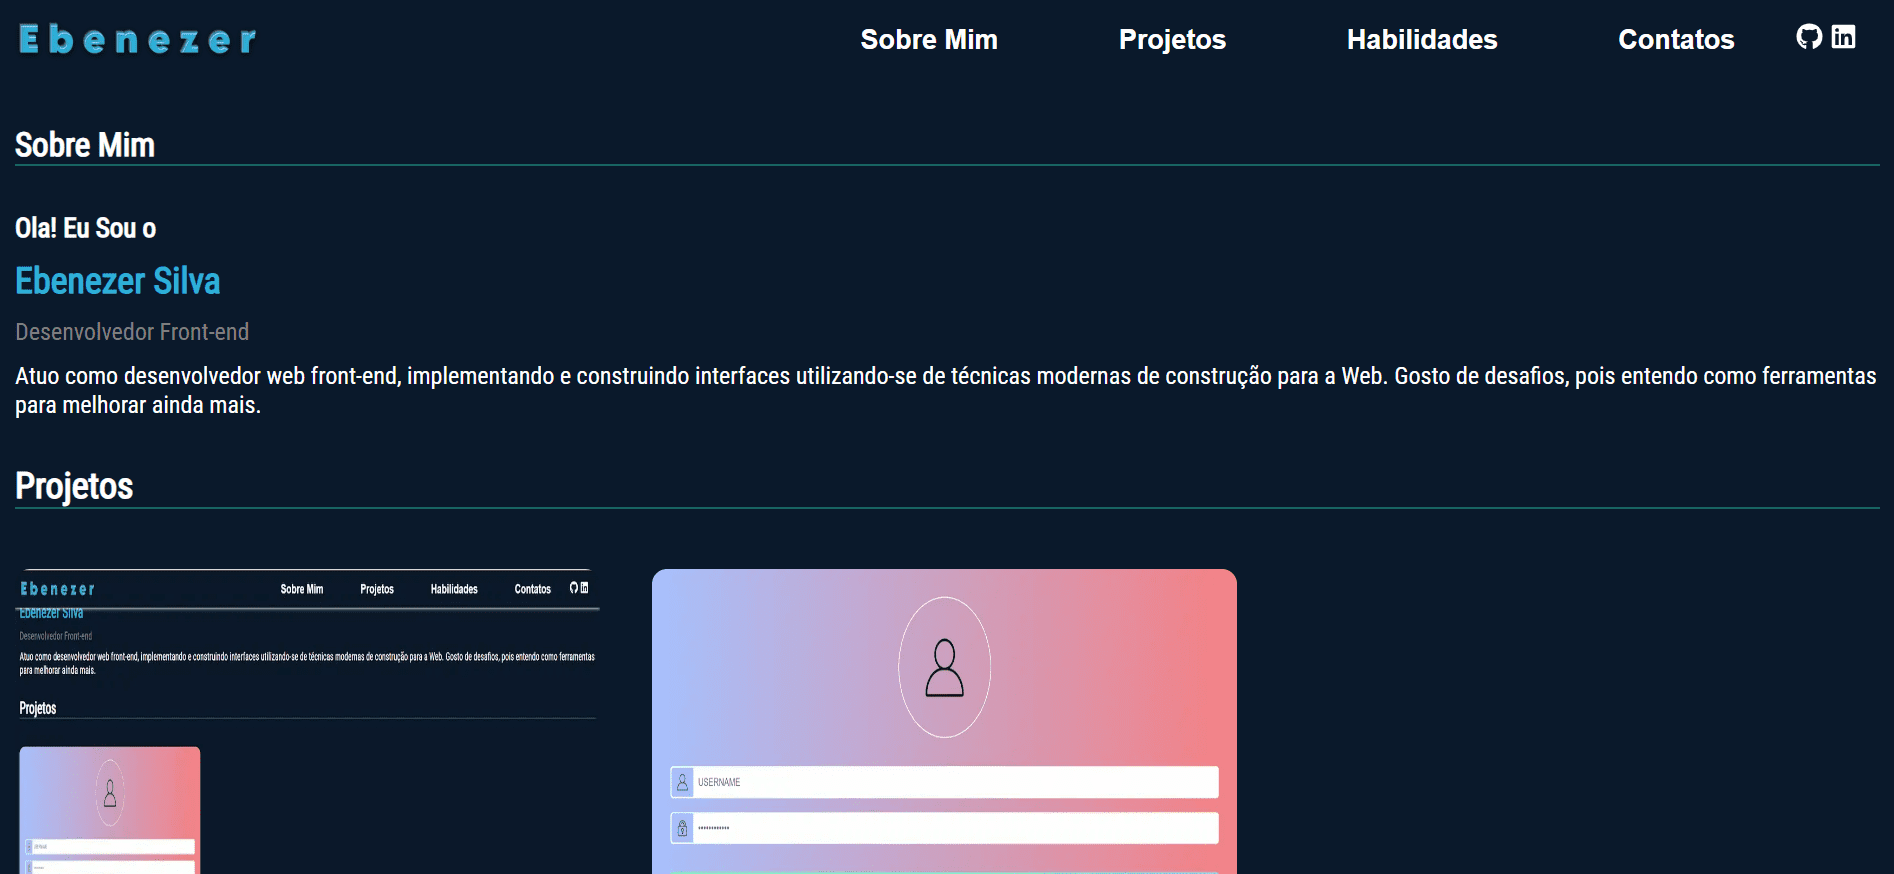 Ebenezer
Sobre Mim
Projetos
Habilidades
Contatos
Sobre Mim
Ola! Eu Sou o
Ebenezer Silva
Desenvolvedor Front-end
Atuo como desenvolvedor web front-end, implementando e construindo interfaces utilizando-se de técnicas modernas de construção para a Web. Gosto de desafios, pois entendo como ferramentas
para melhorar ainda mais.
Projetos
Ebenezer
Sobre Mim
Projetos
Habilidades
Contatos
Ebenezer Silva
Desenvolvedor Front-end
Atuo como desenvolvedor web front-end, implementando e construindo interfaces utilizando-se de técnicas modernas de construção para a Web. Gosto de desafios, pois entendo como ferramentas
para melhorar ainda mais.
Projetos
USERNAME